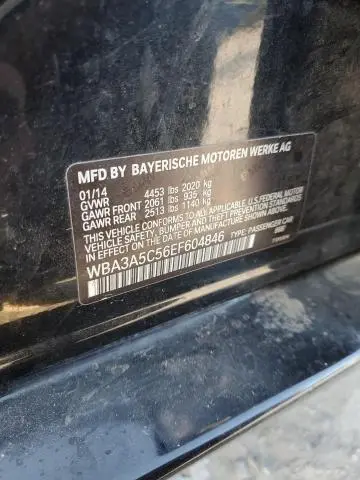 MFD BY BAYERISCHE MOTOREN WERKE AG
01/14
GVWR 4453 lbs 2020 kg
GAWR FRONT 2061 lbs 935 kg
GAWR REAR 2513 lbs 1140 kg
THIS VEHICLE CONFORMS TO ALL APPLICABLE U.S. FEDERAL MOTOR
VEHICLE SAFETY, BUMPER, AND THEFT PREVENTION STANDARDS
IN EFFECT ON THE DATE OF MANUFACTURE SHOWN ABOVE.
WBA3A5C56EF604846 TYPE: PASSENGER CAR